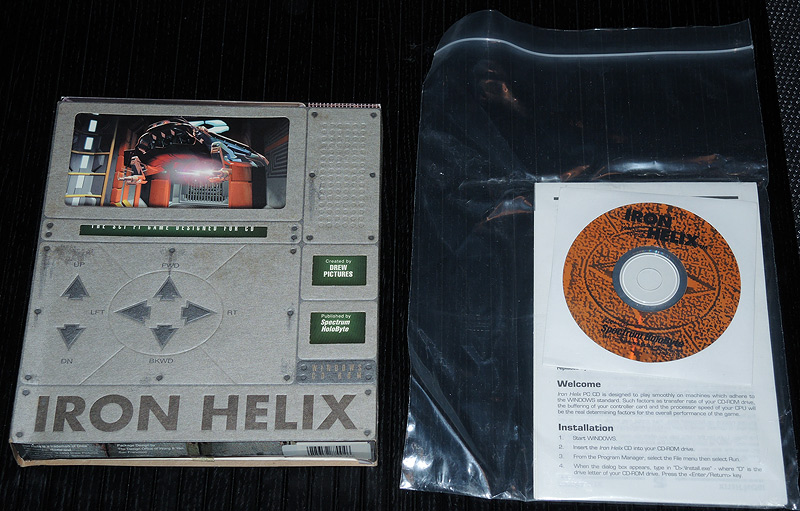 THE SCI FI GAME DESIGNED FOR CD
UP
FWD
LFT
RT
DN
BKWD
Created by
DREW
PICTURES
Published by
Spectrum
HoloByte
WINDOWS
CD-ROM
IRON HELIX
IRON
HELIX
Spectrum HoloByte
Welcome
Iron Helix PC CD is designed to play smoothly on machines which adhere to
the WINDOWS standard. Such factors as transfer rate of your CD-ROM drive,
the buffering of your controller card and the processor speed of your CPU will
be the real determining factors for the overall performance of the game.
Installation
1. Start WINDOWS.
2. Insert the Iron Helix CD into your CD-ROM drive.
3. From the Program Manager, select the File menu then select Run.
4. When the dialog box appears, type in "D:\install.exe" - where "D" is the
drive letter of your CD-ROM drive. Press the <Enter/Return> key.